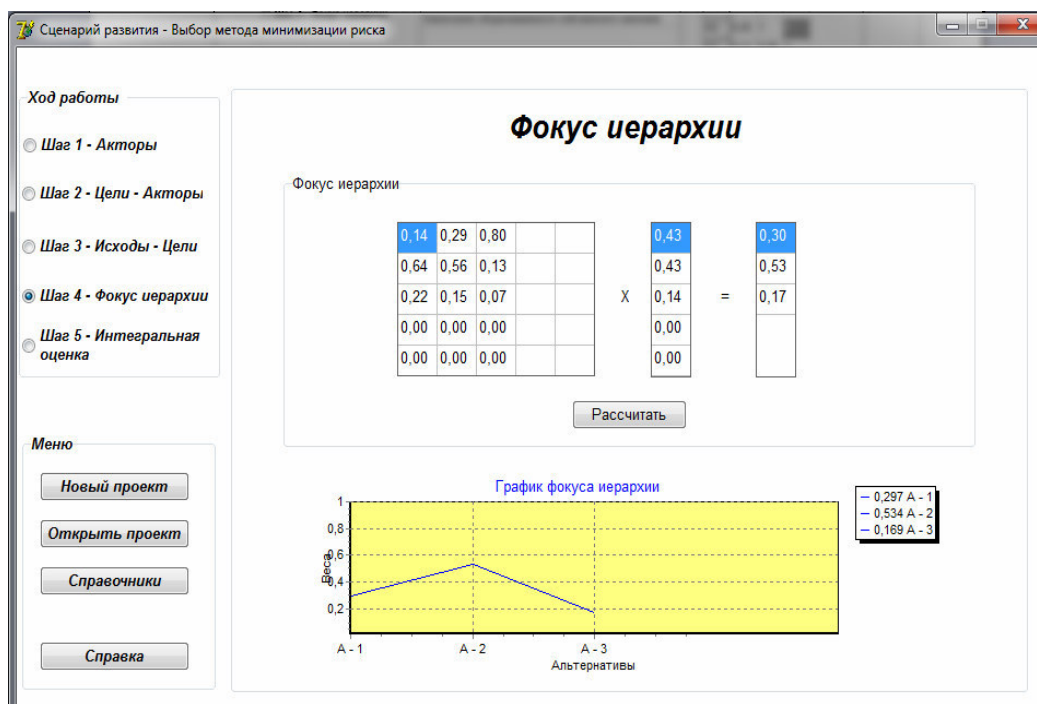 Сценарий развития - Выбор метода минимизации риска
Ход работы
Шаг 1 - Акторы
Шаг 2 - Цели - Акторы
Шаг 3 - Исходы - Цели
Шаг 4 - Фокус иерархии
Шаг 5 - Интегральная
оценка
Меню
Новый проект
Открыть проект
Справочники
Справка
Фокус иерархии
Фокус иерархии
0,14 0,29 0,80 0,43 0,30
0,64 0,56 0,13 0,43 0,53
0,22 0,15 0,07 X 0,14 = 0,17
0,00 0,00 0,00 0,00
0,00 0,00 0,00 0,00
Рассчитать
График фокуса иерархии
1
0,8
0,6
0,4
0,2
Веса
А - 1 А - 2 А - 3
Альтернативы
0,297 А - 1
0,534 А - 2
0,169 А - 3